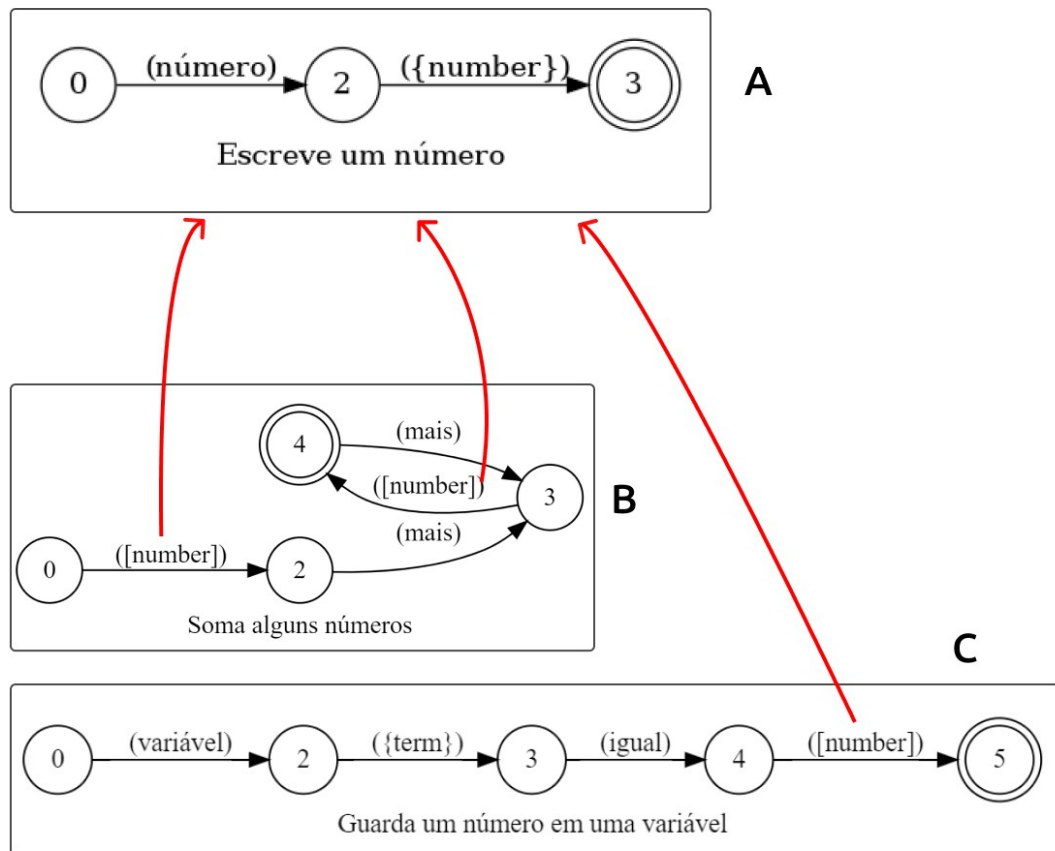 0 (número) 2 ({number}) 3
A
Escreve um número
4 (mais)
([number]) 3
B
(mais)
0 ([number]) 2
Soma alguns números
C
0 (variável) 2 ({term}) 3 (igual) 4 ([number]) 5
Guarda um número em uma variável